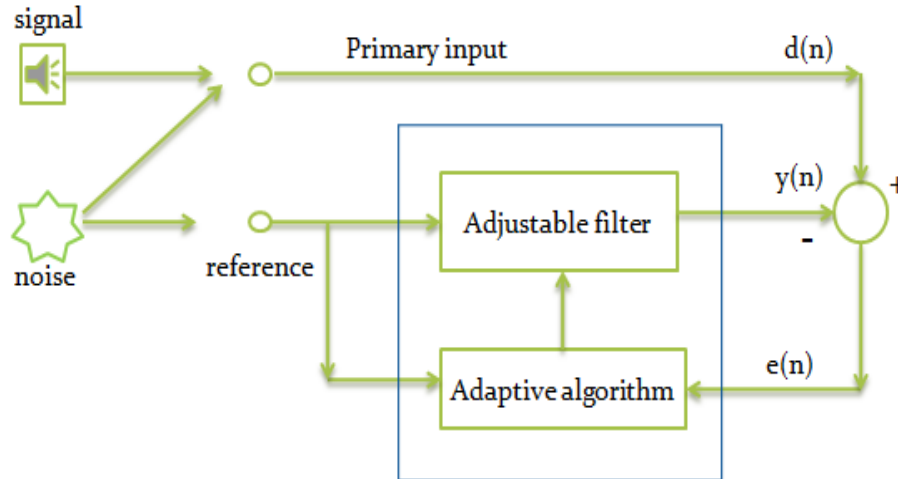 signal
Primary input
d(n)
y(n)
+
Adjustable filter
-
noise
reference
e(n)
Adaptive algorithm